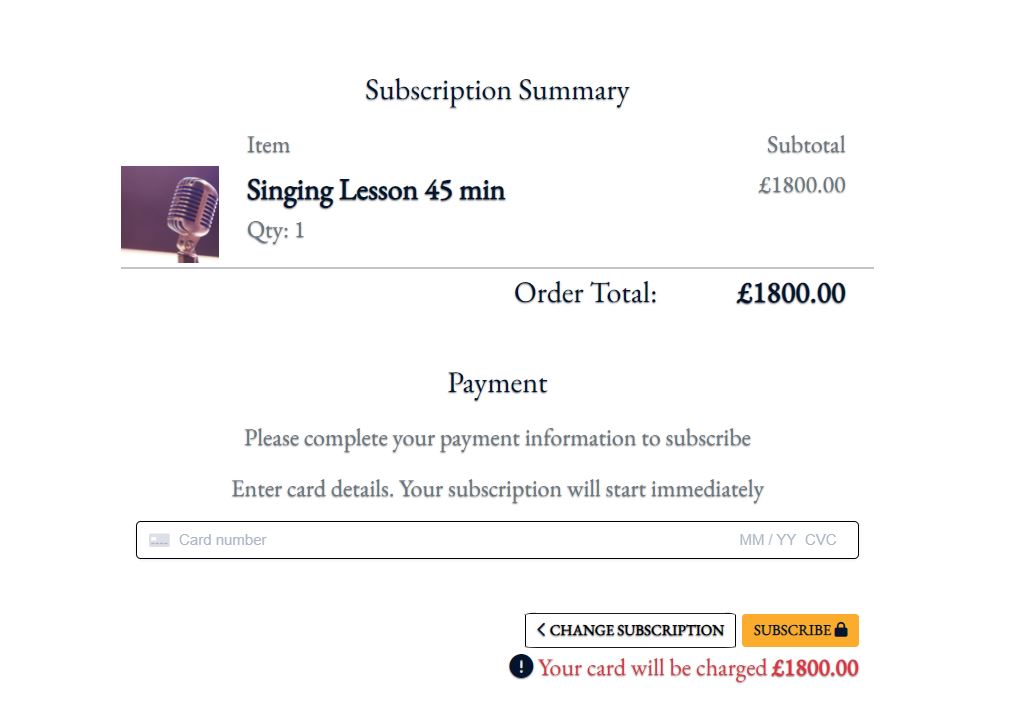 Subscription Summary
Item Subtotal
Singing Lesson 45 min £1800.00
Qty: 1
Order Total: £1800.00
Payment
Please complete your payment information to subscribe
Enter card details. Your subscription will start immediately
Card number MM / YY CVC
CHANGE SUBSCRIPTION SUBSCRIBE
Your card will be charged £1800.00